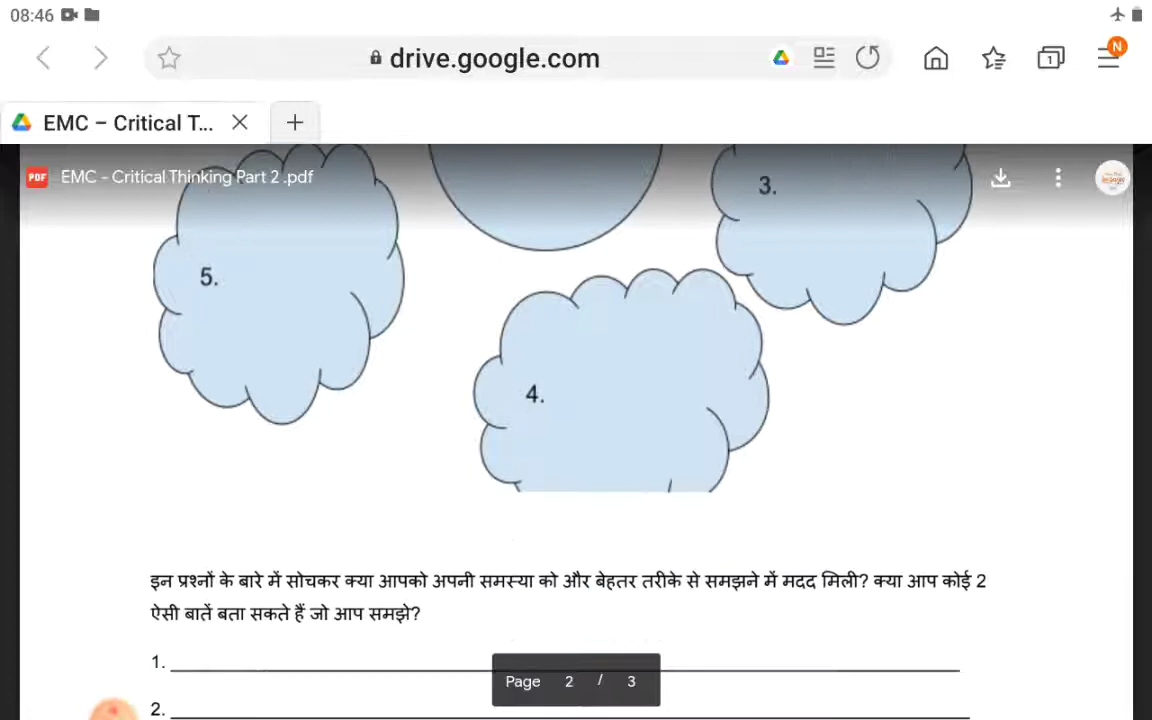 08:46
drive.google.com
1
N
EMC – Critical T...
PDF EMC - Critical Thinking Part 2 .pdf
3.
5.
4.
इन प्रश्नों के बारे में सोचकर क्या आपको अपनी समस्या को और बेहतर तरीके से समझने में मदद मिली? क्या आप कोई 2
ऐसी बातें बता सकते हैं जो आप समझे?
1.
Page 2 / 3
2.